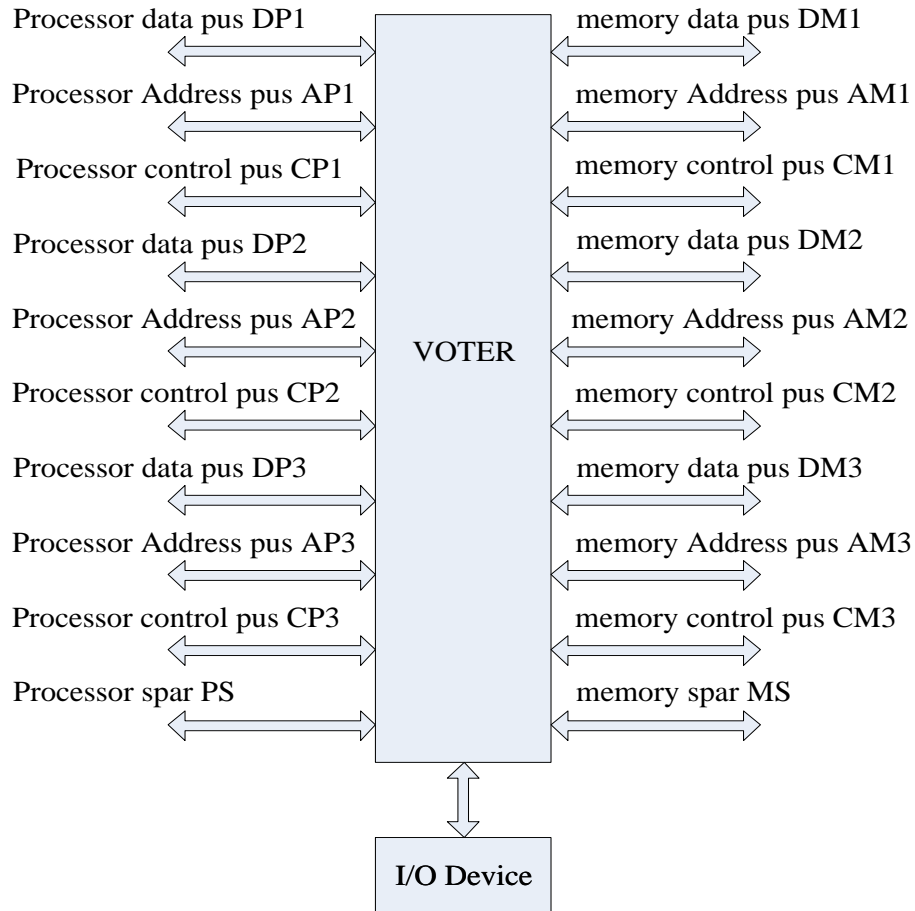 Processor data pus DP1
memory data pus DM1
Processor Address pus AP1
memory Address pus AM1
Processor control pus CP1
memory control pus CM1
Processor data pus DP2
memory data pus DM2
Processor Address pus AP2
memory Address pus AM2
VOTER
Processor control pus CP2
memory control pus CM2
Processor data pus DP3
memory data pus DM3
Processor Address pus AP3
memory Address pus AM3
Processor control pus CP3
memory control pus CM3
Processor spar PS
memory spar MS
I/O Device